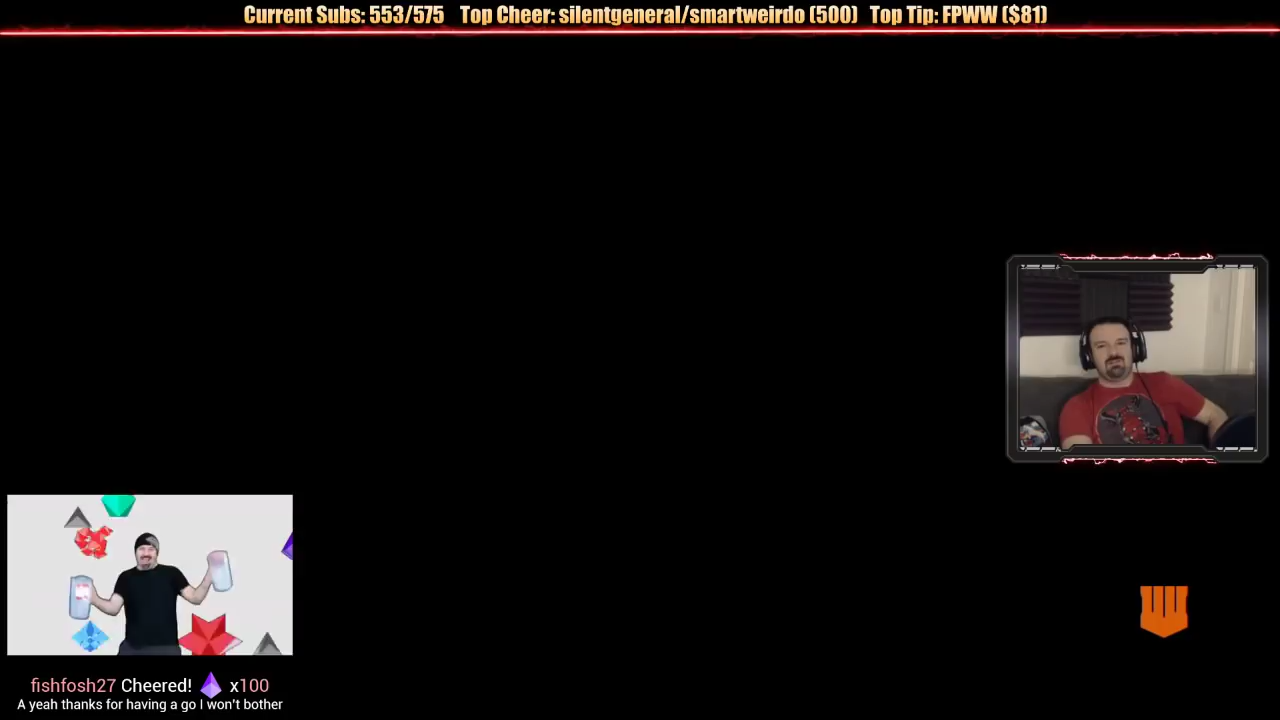 Current Subs: 553/575 Top Cheer: silentgeneral/smartweirdo (500) Top Tip: FPWW ($81)
fishfosh27 Cheered! x100
A yeah thanks for having a go I won't bother